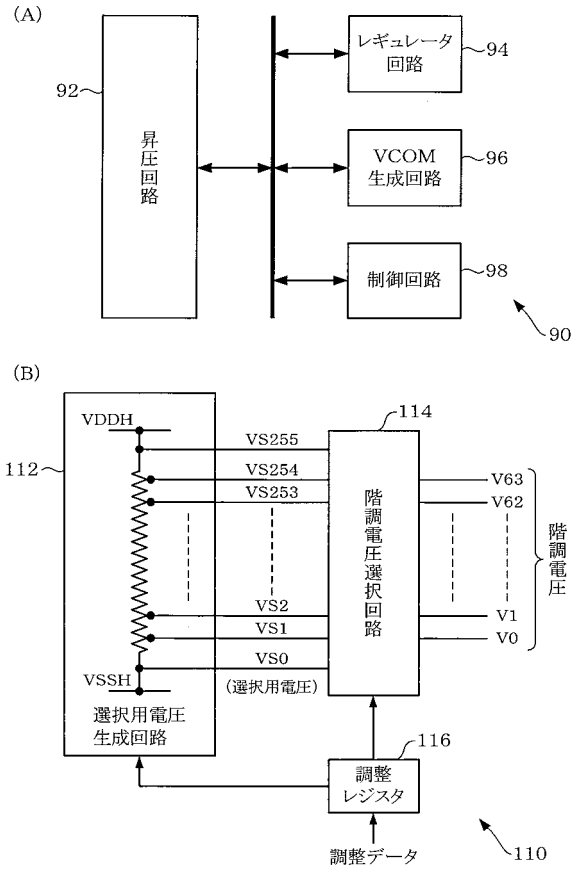 (A)
92
昇圧回路
レギュレータ
回路
94
VCOM
生成回路
96
制御回路
98
90
(B)
112
VDDH
VSSH
選択用電圧
生成回路
VS255
VS254
VS253
VS2
VS1
VS0
(選択用電圧)
114
階調電圧選択回路
V63
V62
V1
V0
階調電圧
116
調整
レジスタ
調整データ
110